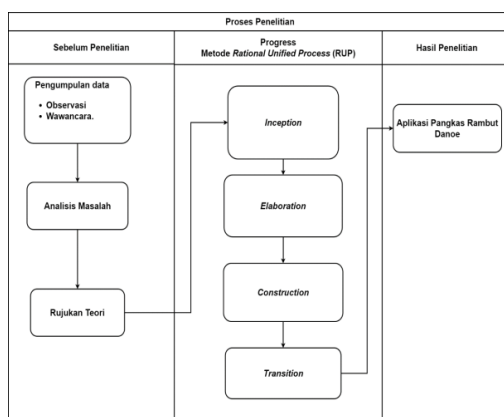 Proses Penelitian
Sebelum Penelitian
Progress
Metode Rational Unified Process (RUP)
Hasil Penelitian
Pengumpulan data
• Observasi
• Wawancara.
Analisis Masalah
Rujukan Teori
Inception
Elaboration
Construction
Transition
Aplikasi Pangkas Rambut
Danoe